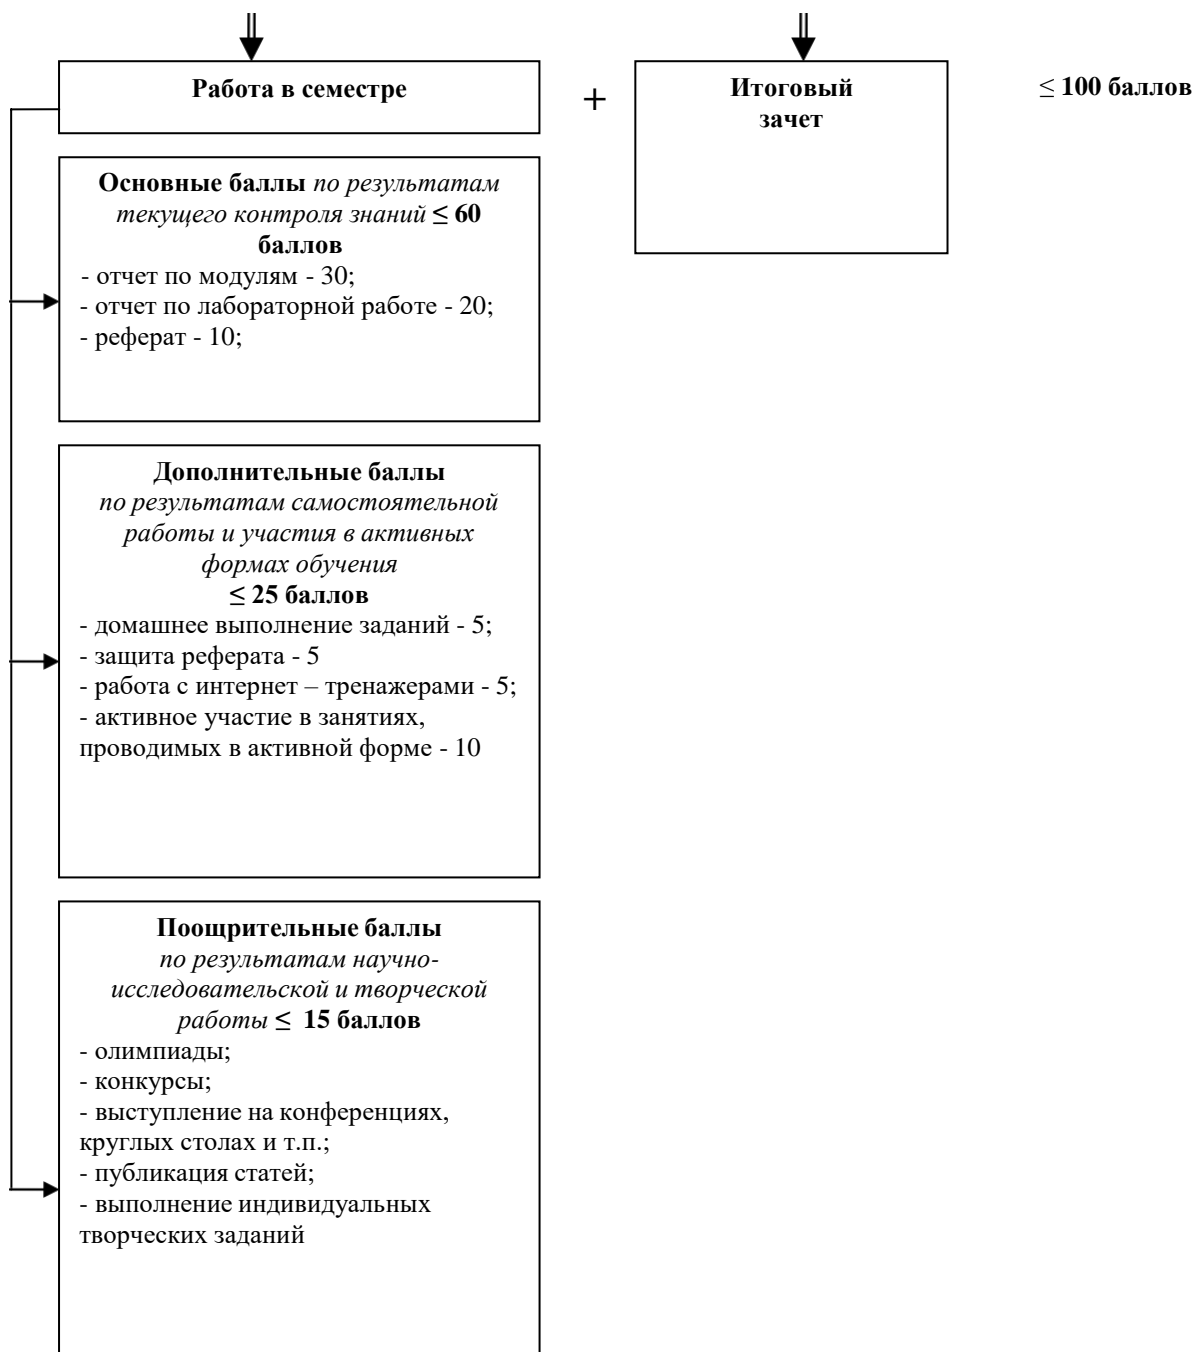 Работа в семестре
+
Итоговый
зачет
≤ 100 баллов
Основные баллы по результатам
текущего контроля знаний ≤ 60
баллов
- отчет по модулям - 30;
- отчет по лабораторной работе - 20;
- реферат - 10;
Дополнительные баллы
по результатам самостоятельной
работы и участия в активных
формах обучения
≤ 25 баллов
- домашнее выполнение заданий - 5;
- защита реферата - 5
- работа с интернет – тренажерами - 5;
- активное участие в занятиях,
проводимых в активной форме - 10
Поощрительные баллы
по результатам научно-
исследовательской и творческой
работы ≤ 15 баллов
- олимпиады;
- конкурсы;
- выступление на конференциях,
круглых столах и т.п.;
- публикация статей;
- выполнение индивидуальных
творческих заданий